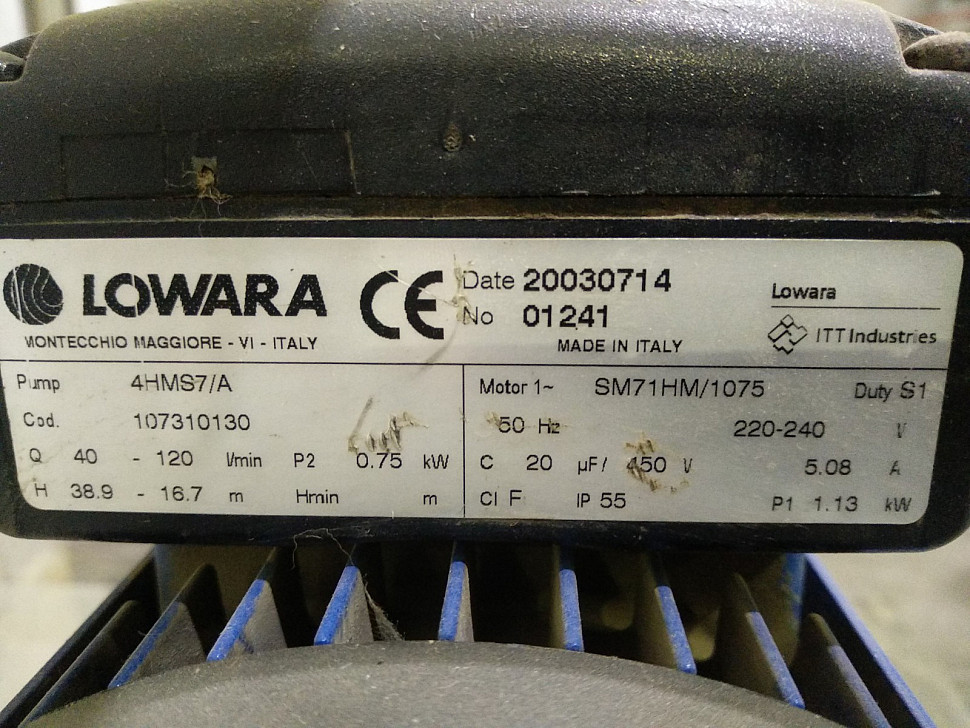 LOWARA
MONTECCHIO MAGGIORE - VI - ITALY
CE
Date 20030714
No 01241
MADE IN ITALY
Lowara
ITT Industries
Pump 4HMS7/A
Cod. 107310130
Q 40 - 120 l/min P2 0.75 kW
H 38.9 - 16.7 m Hmin m
Motor 1~ SM71HM/1075 Duty S1
50 Hz 220-240 V
C 20 µF/ 450 V 5.08 A
Cl F IP 55 P1 1.13 kW